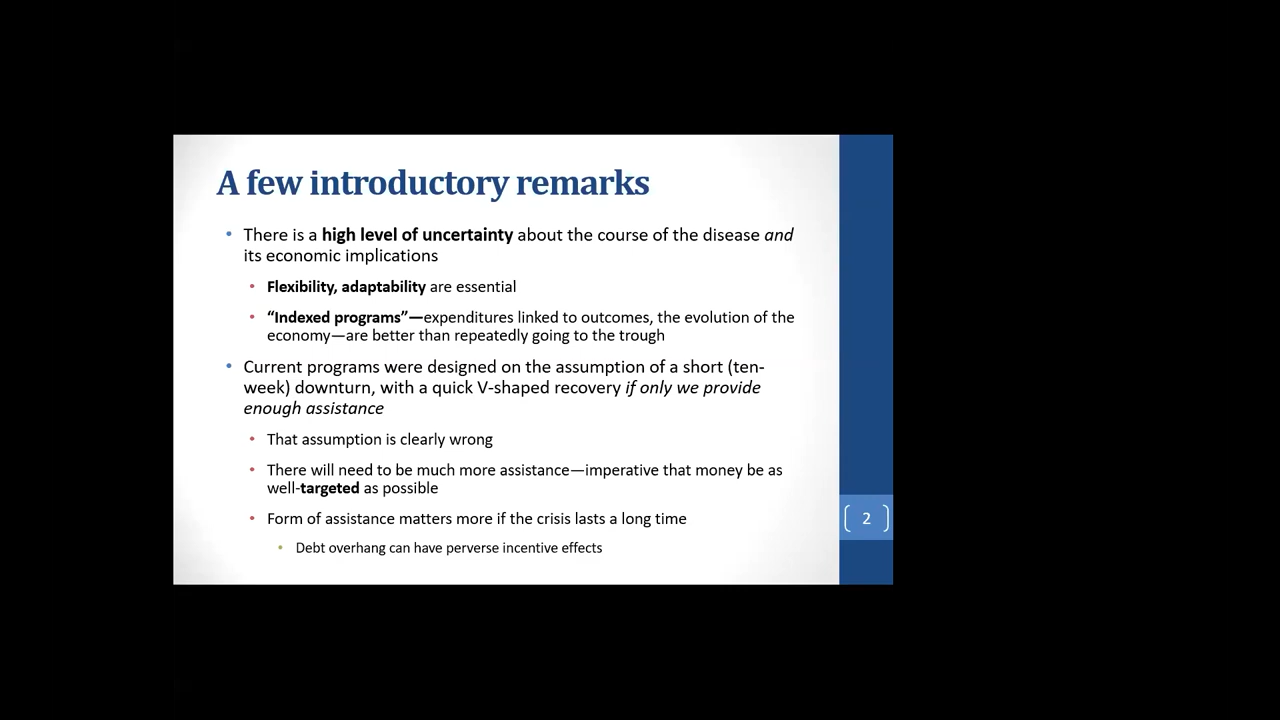 A few introductory remarks
• There is a high level of uncertainty about the course of the disease and
its economic implications
• Flexibility, adaptability are essential
• “Indexed programs”—expenditures linked to outcomes, the evolution of the
economy—are better than repeatedly going to the trough
• Current programs were designed on the assumption of a short (ten-
week) downturn, with a quick V-shaped recovery if only we provide
enough assistance
• That assumption is clearly wrong
• There will need to be much more assistance—imperative that money be as
well-targeted as possible
• Form of assistance matters more if the crisis lasts a long time
• Debt overhang can have perverse incentive effects
2